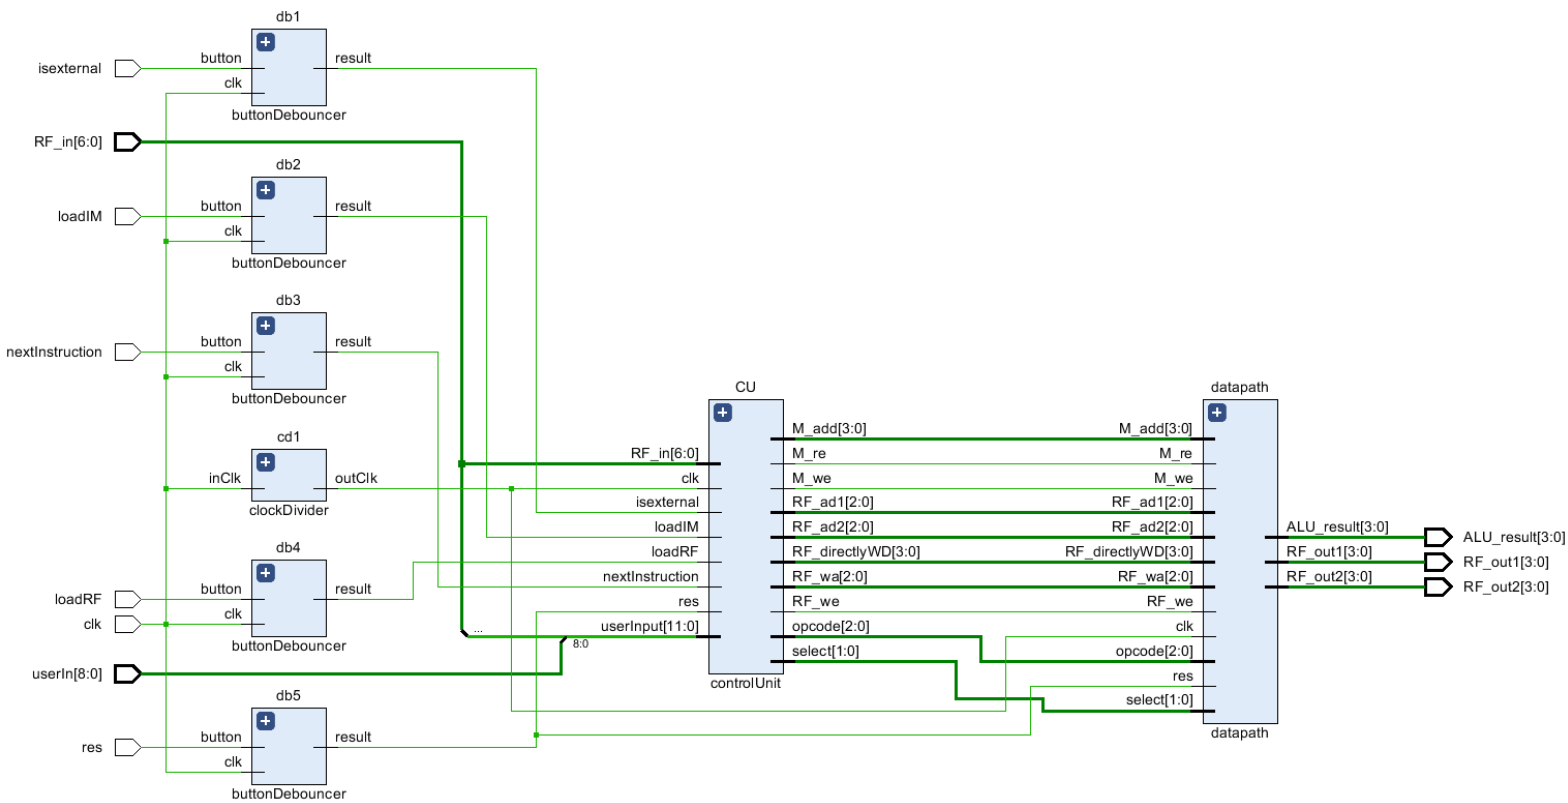 db1
isexternal
button
result
clk
buttonDebouncer
RF_in[6:0]
db2
loadIM
button
result
clk
buttonDebouncer
db3
nextInstruction
button
result
clk
buttonDebouncer
cd1
inClk
outClk
clockDivider
db4
loadRF
button
result
clk
clk
buttonDebouncer
userIn[8:0]
db5
res
button
result
clk
buttonDebouncer
...
8:0
CU
RF_in[6:0]
clk
isexternal
loadIM
loadRF
nextInstruction
res
userInput[11:0]
M_add[3:0]
M_re
M_we
RF_ad1[2:0]
RF_ad2[2:0]
RF_directlyWD[3:0]
RF_wa[2:0]
RF_we
opcode[2:0]
select[1:0]
controlUnit
datapath
M_add[3:0]
M_re
M_we
RF_ad1[2:0]
RF_ad2[2:0]
RF_directlyWD[3:0]
RF_wa[2:0]
RF_we
clk
opcode[2:0]
res
select[1:0]
ALU_result[3:0]
RF_out1[3:0]
RF_out2[3:0]
datapath
ALU_result[3:0]
RF_out1[3:0]
RF_out2[3:0]